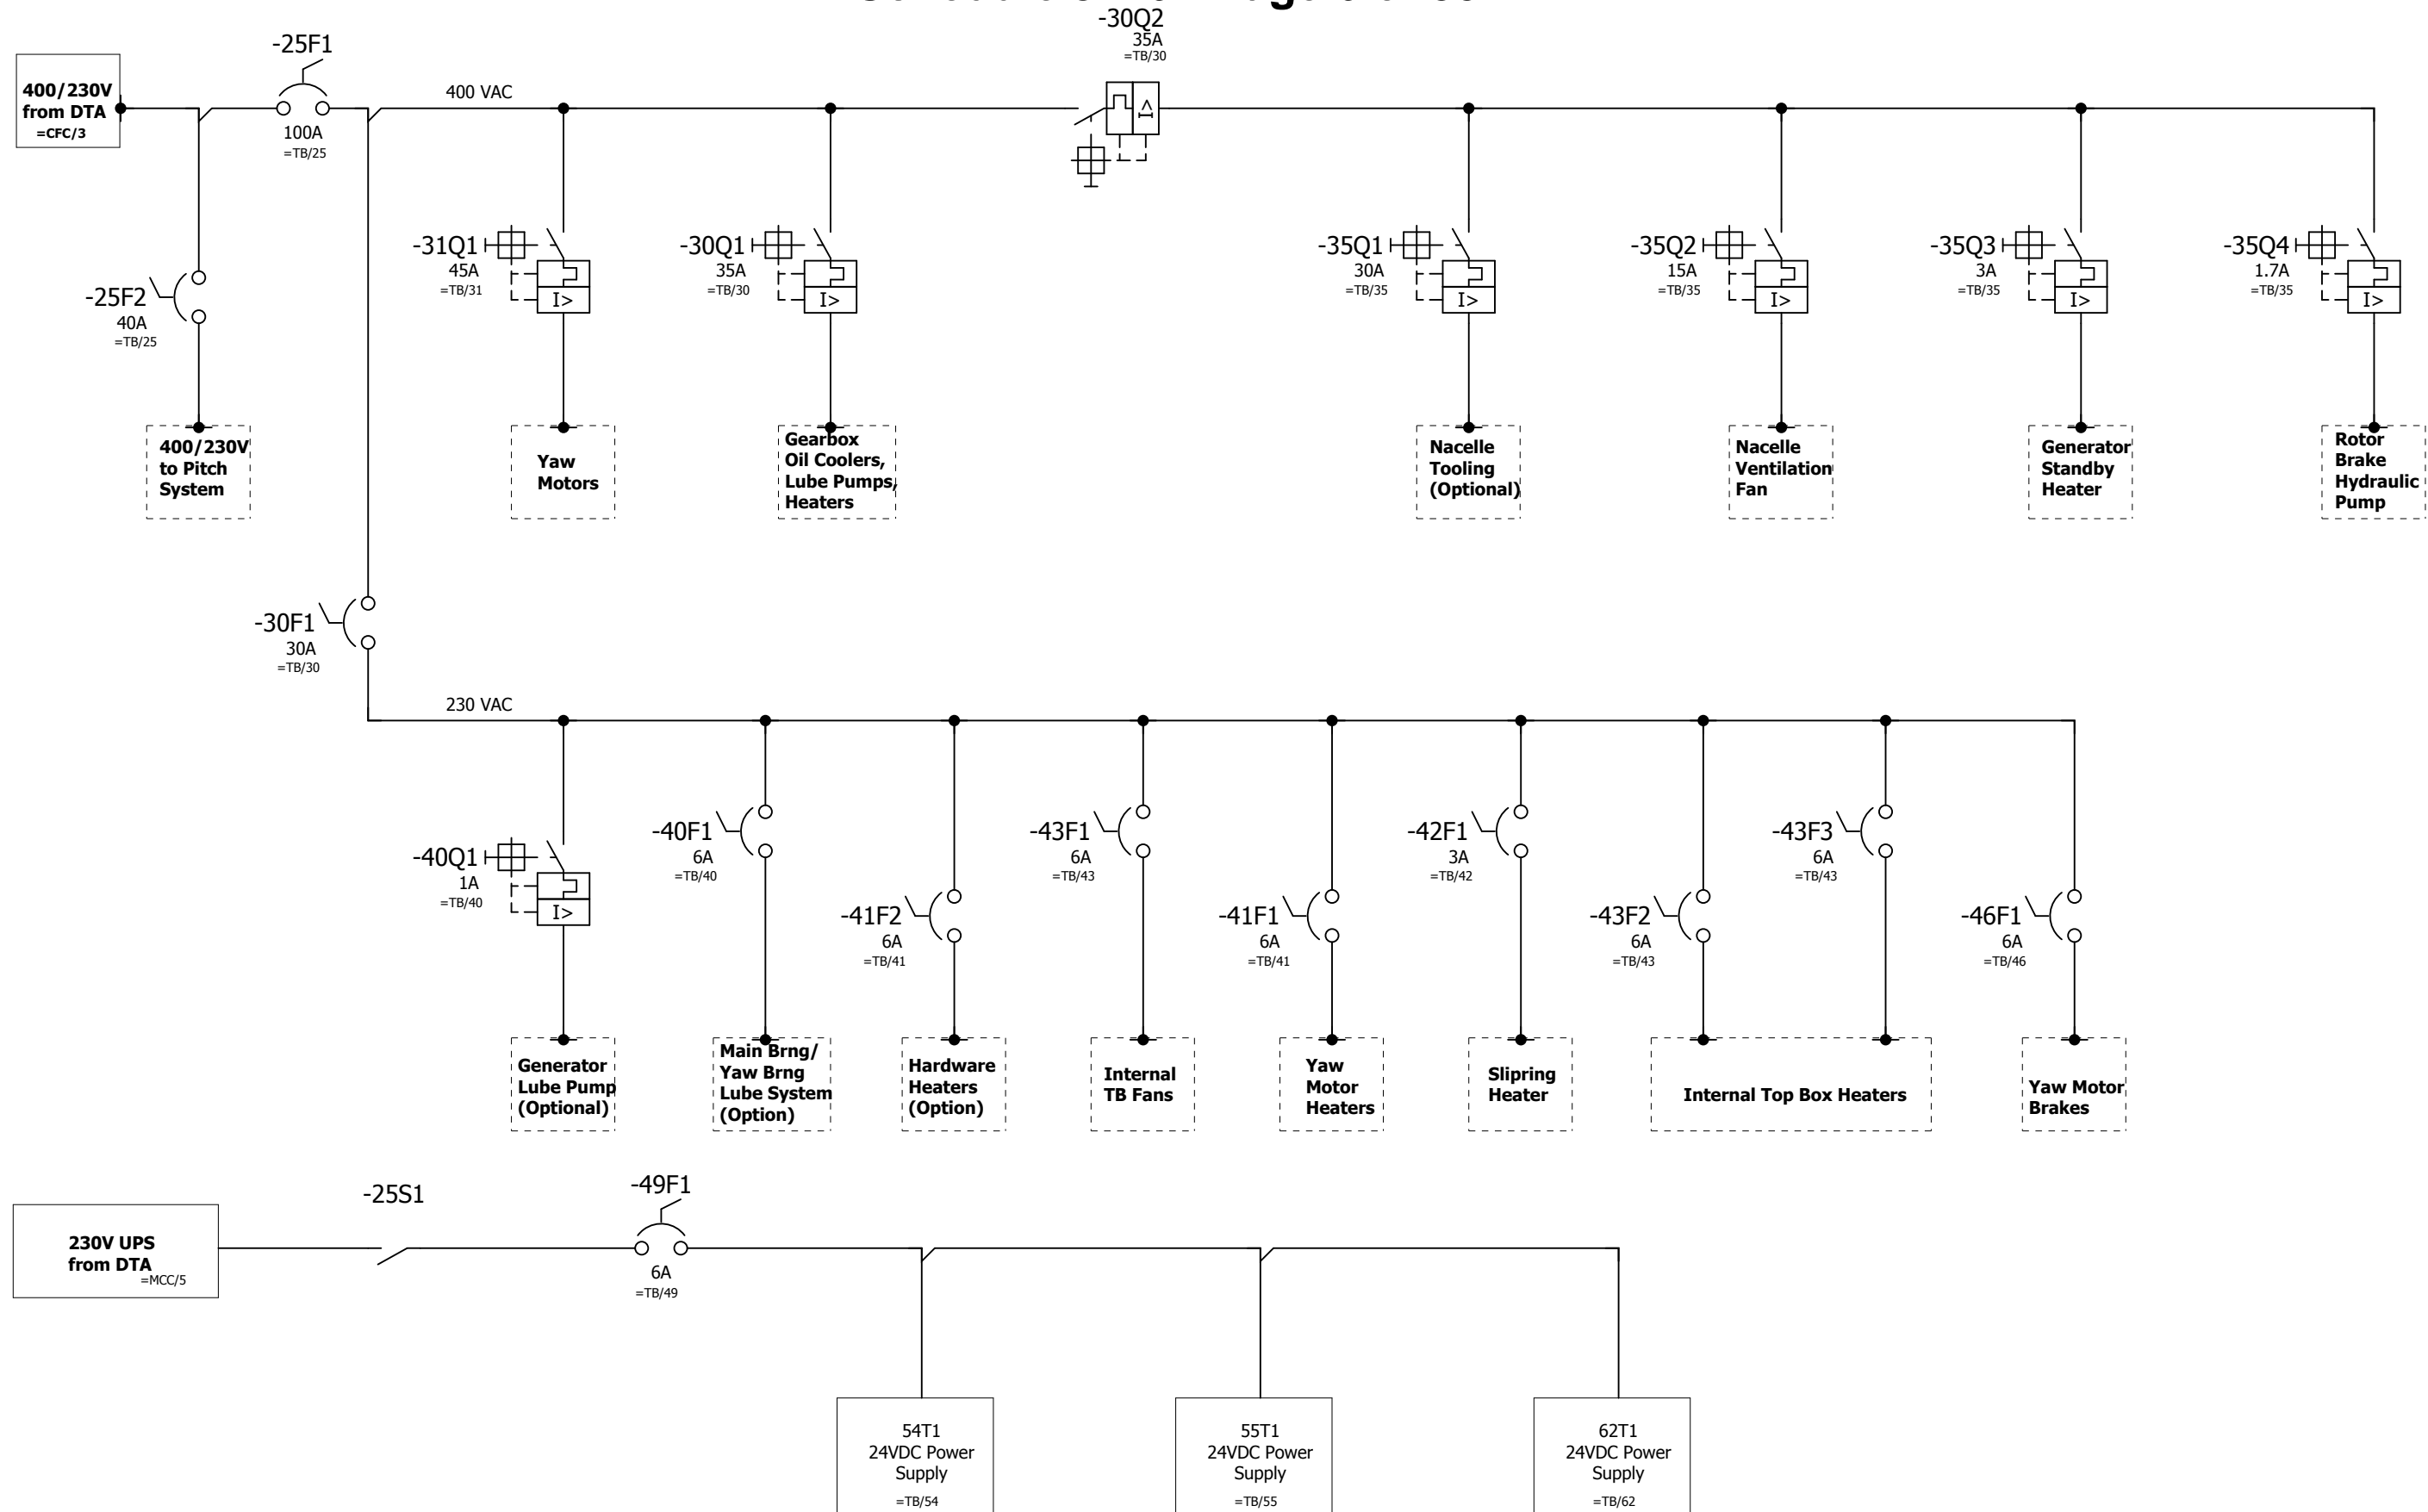 -30Q2
35A
=TB/30
-25F1
100A
=TB/25
400/230V
from DTA
=CFC/3
400 VAC
I>
-25F2
40A
=TB/25
-31Q1
45A
=TB/31
I>
-30Q1
35A
=TB/30
I>
-35Q1
30A
=TB/35
I>
-35Q2
15A
=TB/35
I>
-35Q3
3A
=TB/35
I>
-35Q4
1.7A
=TB/35
I>
400/230V
to Pitch
System
Yaw
Motors
Gearbox
Oil Coolers,
Lube Pumps,
Heaters
Nacelle
Tooling
(Optional)
Nacelle
Ventilation
Fan
Generator
Standby
Heater
Rotor
Brake
Hydraulic
Pump
-30F1
30A
=TB/30
230 VAC
-40Q1
1A
=TB/40
I>
-40F1
6A
=TB/40
-41F2
6A
=TB/41
-43F1
6A
=TB/43
-41F1
6A
=TB/41
-42F1
3A
=TB/42
-43F2
6A
=TB/43
-43F3
6A
=TB/43
-46F1
6A
=TB/46
Generator
Lube Pump
(Optional)
Main Brng/
Yaw Brng
Lube System
(Option)
Hardware
Heaters
(Option)
Internal
TB Fans
Yaw
Motor
Heaters
Slipring
Heater
Internal Top Box Heaters
Yaw Motor
Brakes
230V UPS
from DTA
=MCC/5
-25S1
-49F1
6A
=TB/49
54T1
24VDC Power
Supply
=TB/54
55T1
24VDC Power
Supply
=TB/55
62T1
24VDC Power
Supply
=TB/62